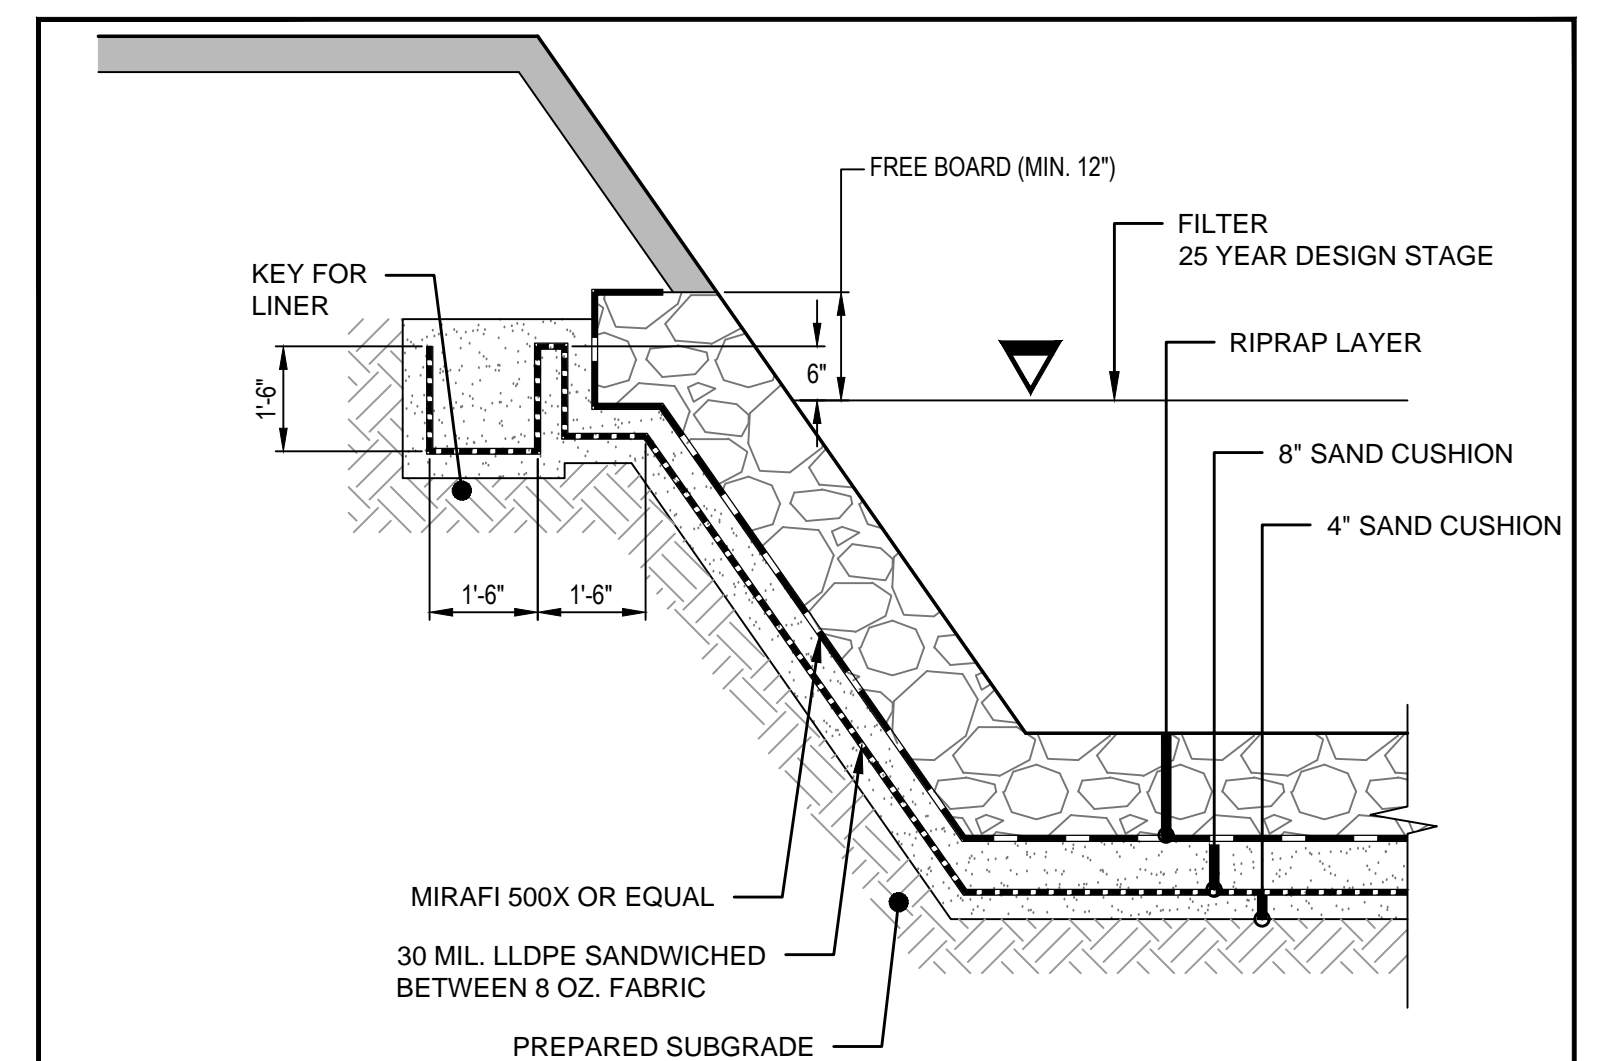 FREE BOARD (MIN. 12")
FILTER
25 YEAR DESIGN STAGE
KEY FOR
LINER
RIPRAP LAYER
6"
1'-6"
8" SAND CUSHION
4" SAND CUSHION
1'-6"
1'-6"
MIRAFI 500X OR EQUAL
30 MIL. LLDPE SANDWICHED
BETWEEN 8 OZ. FABRIC
PREPARED SUBGRADE